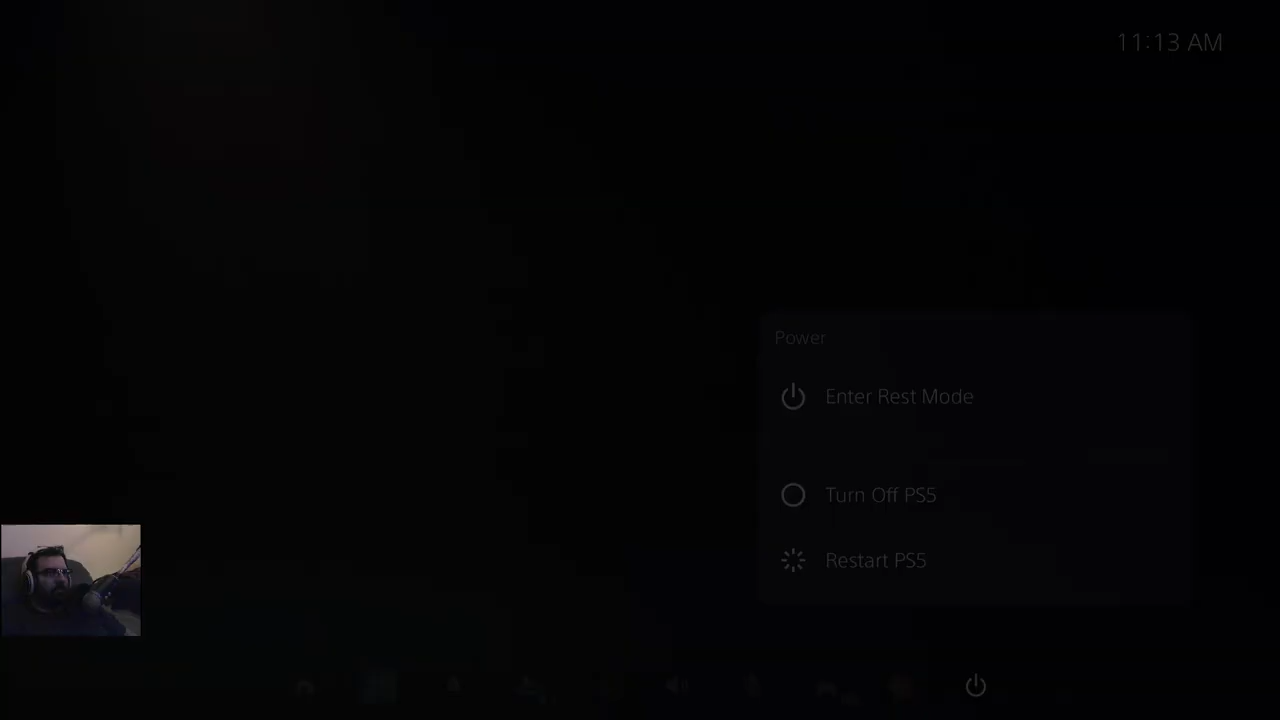 11:13 AM
Power
Enter Rest Mode
Turn Off PS5
Restart PS5